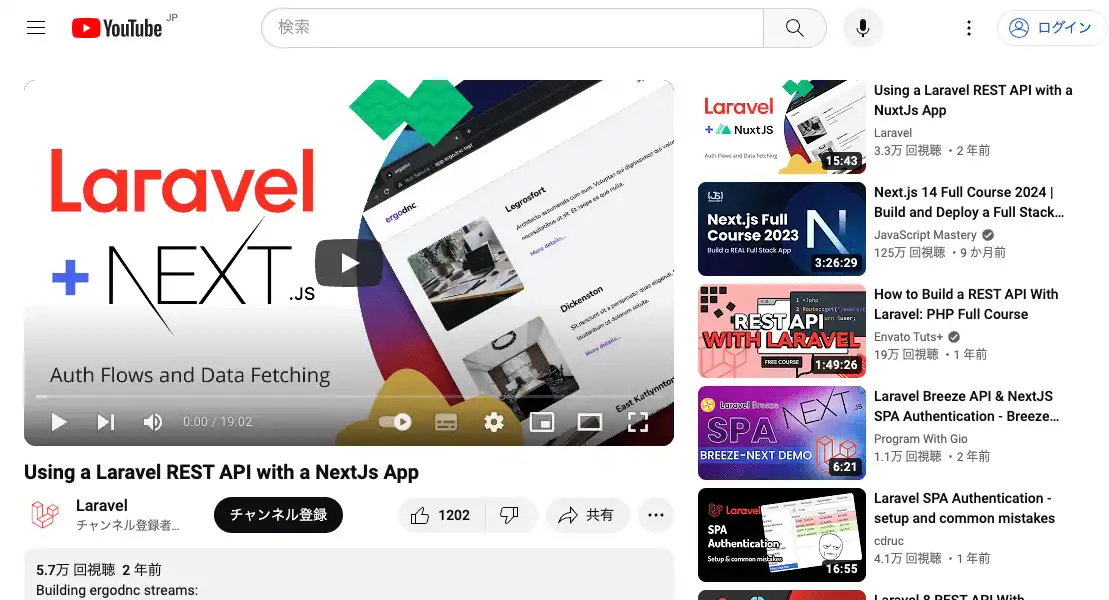 YouTube JP
検索
ログイン
Laravel
+ NEXT.JS
Auth Flows and Data Fetching
ergodnc
Legrosfort
More details...
Dickenston
More details...
East Katlynnton
0:00 / 19:02
Using a Laravel REST API with a NextJs App
Laravel
チャンネル登録者…
チャンネル登録
1202
共有
5.7万 回視聴 2 年前
Building ergodnc streams:
Laravel
+ NuxtJS
Auth Flows and Data Fetching
15:43
Using a Laravel REST API with a
NuxtJs App
Laravel
3.3万 回視聴 ・2 年前
Next.js Full
Course 2023
Build a REAL Full Stack App
3:26:29
Next.js 14 Full Course 2024 |
Build and Deploy a Full Stack…
JavaScript Mastery
125万 回視聴 ・9 か月前
REST API
WITH LARAVEL
FREE COURSE
1:49:26
How to Build a REST API With
Laravel: PHP Full Course
Envato Tuts+
19万 回視聴 ・1 年前
Laravel Breeze
NEXT.JS
SPA
BREEZE-NEXT DEMO
6:21
Laravel Breeze API & NextJS
SPA Authentication - Breeze…
Program With Gio
1.1万 回視聴 ・2 年前
Laravel
SPA
Authentication
Setup & common mistakes
16:55
Laravel SPA Authentication -
setup and common mistakes
cdruc
4.1万 回視聴 ・1 年前
Laravel 8 REST API With